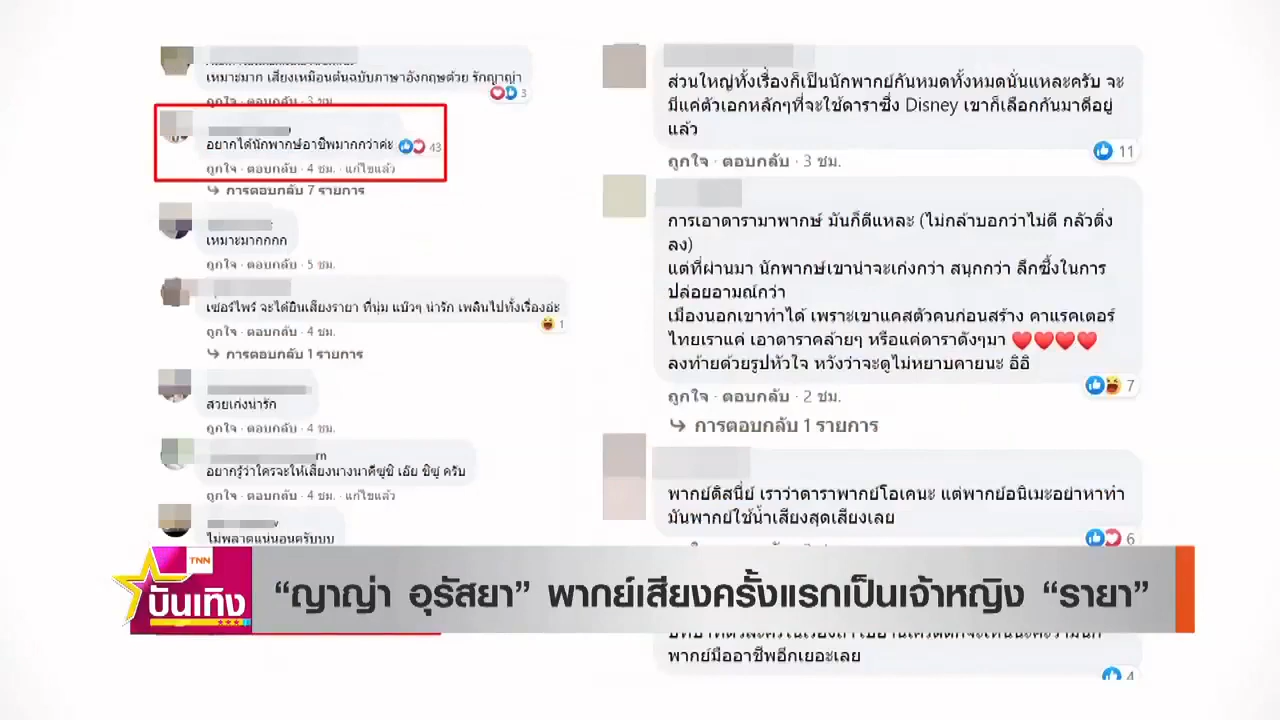 เหมาะมาก เสียงเหมือนต้นฉบับภาษาอังกฤษด้วย รักญาญ่า
3
ถูกใจ · ตอบกลับ · 3 ชม.
อยากได้นักพากษ์อาชีพมากกว่าค่ะ 43
ถูกใจ · ตอบกลับ · 4 ชม. · แก้ไขแล้ว
การตอบกลับ 7 รายการ
เหมาะมากกกก
ถูกใจ · ตอบกลับ · 5 ชม.
เซอร์ไพร์ จะได้ยินเสียงรายา ที่นุ่ม แบ๊วๆ น่ารัก เพลินไปทั้งเรื่องอ่ะ
1
ถูกใจ · ตอบกลับ · 4 ชม.
การตอบกลับ 1 รายการ
สวยเก่งน่ารัก
ถูกใจ · ตอบกลับ · 4 ชม.
อยากรู้ว่าใครจะให้เสียงนางนาคีซูซิ เอ้ย ซิซู ครับ
ถูกใจ · ตอบกลับ · 4 ชม. · แก้ไขแล้ว
ไม่พลาดแน่นอนครับบบ
ส่วนใหญ่ทั้งเรื่องก็เป็นนักพากย์กันหมดทั้งหมดนั่นแหละครับ จะ
มีแค่ตัวเอกหลักๆที่จะใช้ดาราซึ่ง Disney เขาก็เลือกกันมาดีอยู่
แล้ว
11
ถูกใจ · ตอบกลับ · 3 ชม.
การเอาดารามาพากษ์ มันก็ดีแหละ (ไม่กล้าบอกว่าไม่ดี กลัวติ่ง
ลง)
แต่ที่ผ่านมา นักพากษ์เขาน่าจะเก่งกว่า สนุกกว่า ลึกซึ้งในการ
ปล่อยอามณ์กว่า
เมืองนอกเขาทำได้ เพราะเขาแคสตัวคนก่อนสร้าง คาแรคเตอร์
ไทยเราแค่ เอาดาราคล้ายๆ หรือแค่ดาราดังๆมา ❤❤❤❤
ลงท้ายด้วยรูปหัวใจ หวังว่าจะดูไม่หยาบคายนะ อิอิ
7
ถูกใจ · ตอบกลับ · 2 ชม.
การตอบกลับ 1 รายการ
พากย์ดิสนี่ย์ เราว่าดาราพากย์โอเคนะ แต่พากย์อนิเมะอย่าหาทำ
มันพากย์ใช้น้ำเสียงสุดเสียงเลย
6
TNN
บันเทิง
“ญาญ่า อุรัสยา” พากย์เสียงครั้งแรกเป็นเจ้าหญิง “รายา”
พากย์มืออาชีพอีกเยอะเลย
4